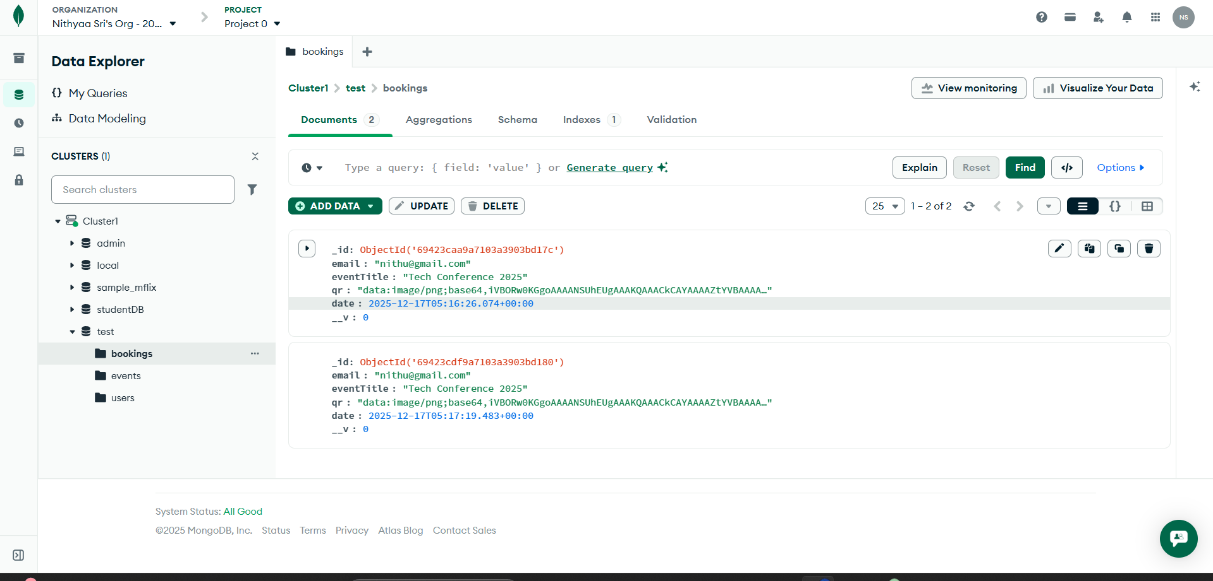 ORGANIZATION
Nithyaa Sri's Org - 20...
PROJECT
Project 0
NS
Data Explorer
{} My Queries
Data Modeling
CLUSTERS (1)
Search clusters
Cluster1
admin
local
sample_mflix
studentDB
test
bookings
events
users
bookings
Cluster1 > test > bookings
View monitoring
Visualize Your Data
Documents 2
Aggregations
Schema
Indexes 1
Validation
Type a query: { field: 'value' } or Generate query
Explain
Reset
Find
</>
Options
ADD DATA
UPDATE
DELETE
25
1 – 2 of 2
{}
_id: ObjectId('69423caa9a7103a3903bd17c')
email : "nithu@gmail.com"
eventTitle : "Tech Conference 2025"
qr : "data:image/png;base64,iVBORw0KGgoAAAANSUhEUgAAAKQAAACkCAYAAAAZtYVBAAAA…"
date : 2025-12-17T05:16:26.074+00:00
__v : 0
_id: ObjectId('69423cdf9a7103a3903bd180')
email : "nithu@gmail.com"
eventTitle : "Tech Conference 2025"
qr : "data:image/png;base64,iVBORw0KGgoAAAANSUhEUgAAAKQAAACkCAYAAAAZtYVBAAAA…"
date : 2025-12-17T05:17:19.483+00:00
__v : 0
System Status: All Good
©2025 MongoDB, Inc. Status Terms Privacy Atlas Blog Contact Sales